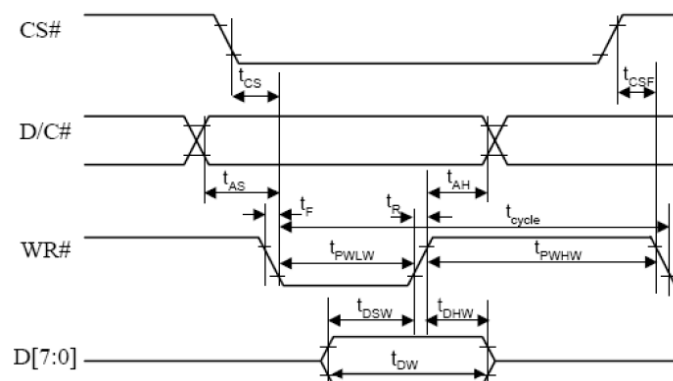 CS#
t_CS
t_CSF
D/C#
t_AS
t_AH
t_F
t_R
t_cycle
WR#
t_PWLW
t_PWHW
t_DSW
t_DHW
D[7:0]
t_DW